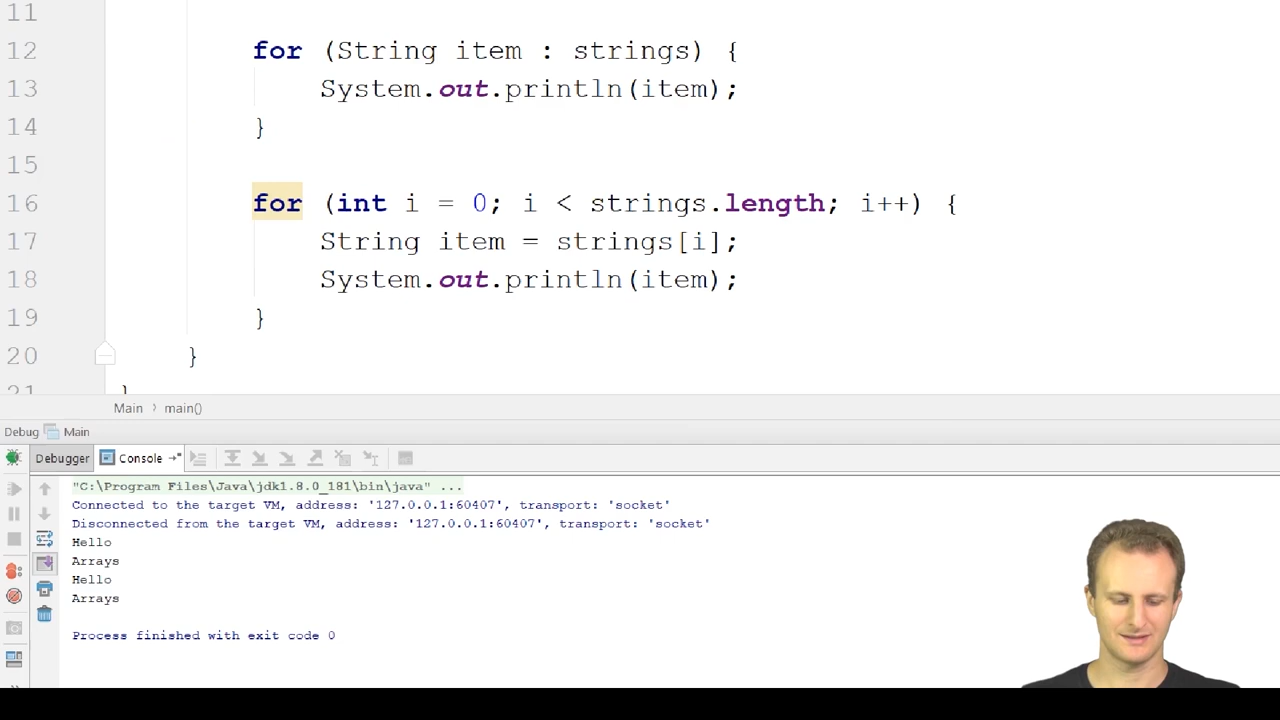 11
12 for (String item : strings) {
13 System.out.println(item);
14 }
15
16 for (int i = 0; i < strings.length; i++) {
17 String item = strings[i];
18 System.out.println(item);
19 }
20 }
21 }
Main › main()
Debug Main
Debugger Console
"C:\Program Files\Java\jdk1.8.0_181\bin\java" ...
Connected to the target VM, address: '127.0.0.1:60407', transport: 'socket'
Disconnected from the target VM, address: '127.0.0.1:60407', transport: 'socket'
Hello
Arrays
Hello
Arrays
Process finished with exit code 0